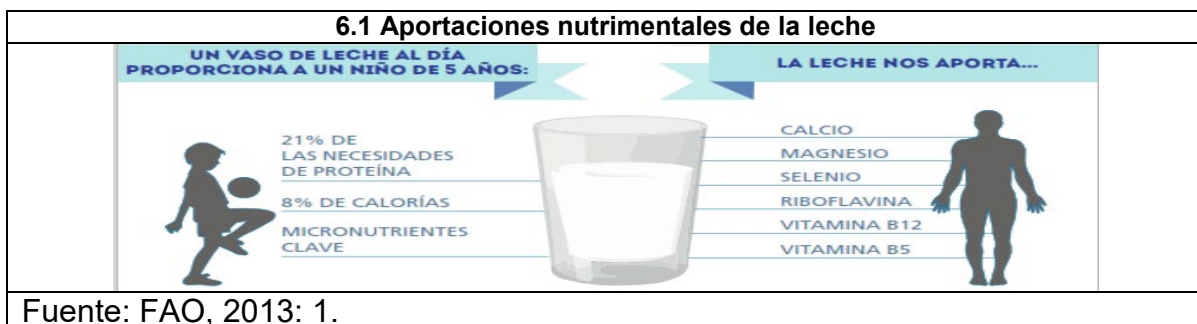 6.1 Aportaciones nutrimentales de la leche
UN VASO DE LECHE AL DÍA
PROPORCIONA A UN NIÑO DE 5 AÑOS:
21% DE
LAS NECESIDADES
DE PROTEÍNA
8% DE CALORÍAS
MICRONUTRIENTES
CLAVE
LA LECHE NOS APORTA...
CALCIO
MAGNESIO
SELENIO
RIBOFLAVINA
VITAMINA B12
VITAMINA B5
Fuente: FAO, 2013: 1.